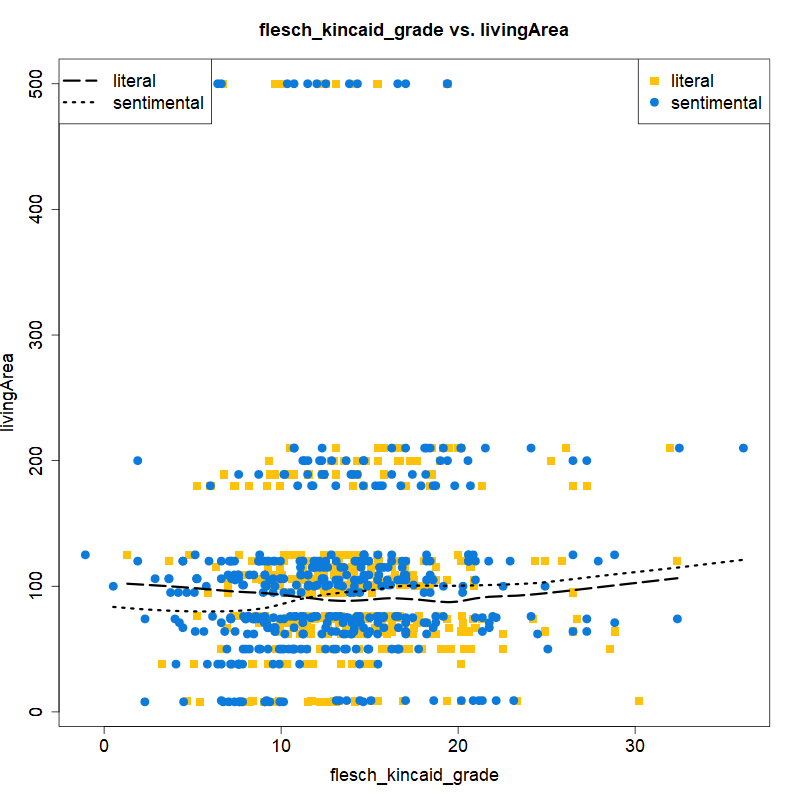 flesch_kincaid_grade vs. livingArea
literal
sentimental
literal
sentimental
500
400
300
200
100
0
livingArea
0
10
20
30
flesch_kincaid_grade